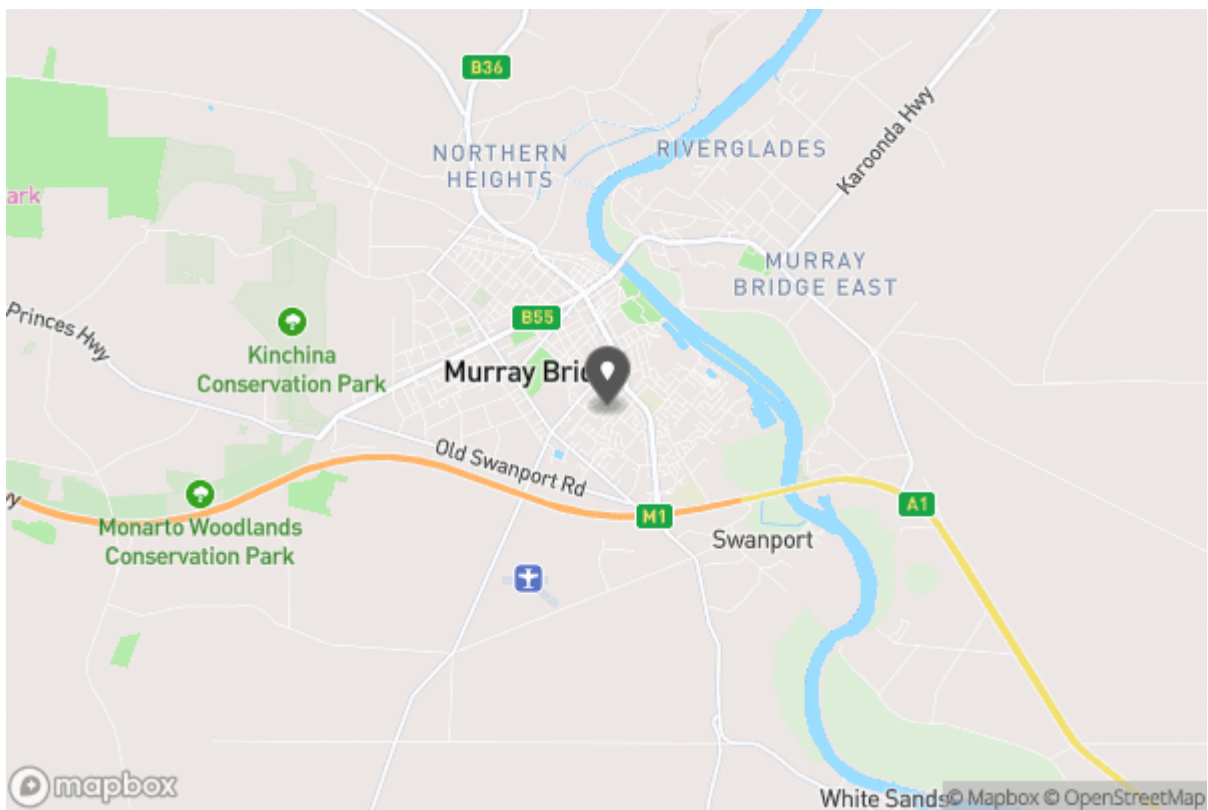 B36
NORTHERN
HEIGHTS
RIVERGLADES
Karoonda Hwy
ark
MURRAY
BRIDGE EAST
Princes Hwy
B55
Kinchina
Conservation Park
Murray Bri
Old Swanport Rd
Monarto Woodlands
Conservation Park
M1
A1
Swanport
mapbox
White Sands
© Mapbox © OpenStreetMap